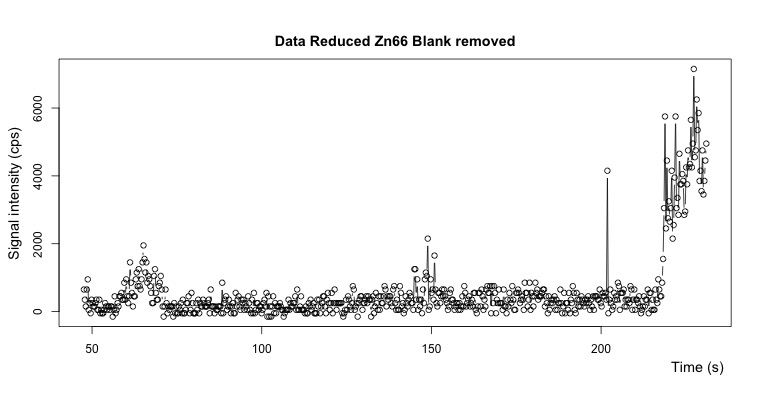 Data Reduced Zn66 Blank removed
Signal intensity (cps)
6000
4000
2000
0
50 100 150 200
Time (s)